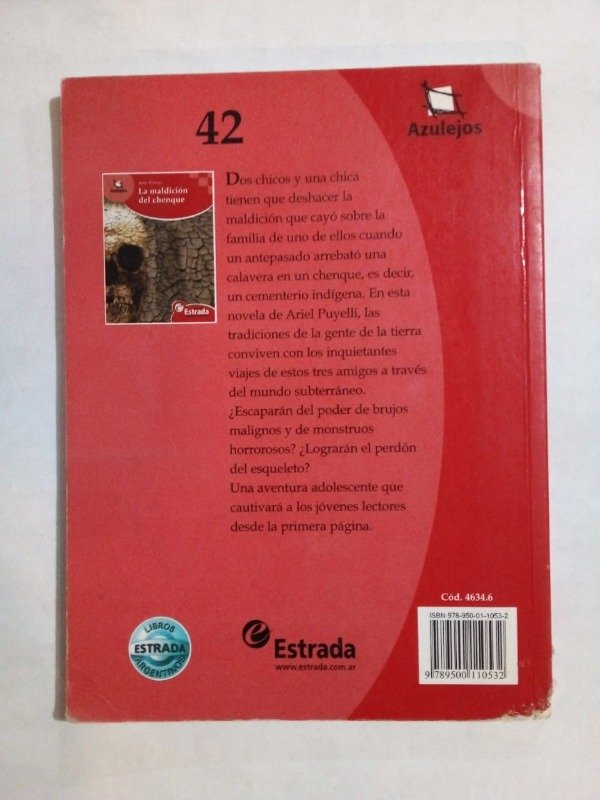 42
Azulejos
La maldición
del chenque
Estrada
Dos chicos y una chica
tienen que deshacer la
maldición que cayó sobre la
familia de uno de ellos cuando
un antepasado arrebató una
calavera en un chenque, es decir,
un cementerio indígena. En esta
novela de Ariel Puyelli, las
tradiciones de la gente de la tierra
conviven con los inquietantes
viajes de estos tres amigos a través
del mundo subterráneo.
¿Escaparán del poder de brujos
malignos y de monstruos
horrorosos? ¿Lograrán el perdón
del esqueleto?
Una aventura adolescente que
cautivará a los jóvenes lectores
desde la primera página.
Cód. 4634.6
ISBN 978-950-01-1053-2
9 789500 110532
LIBROS
ESTRADA
ARGENTINOS
Estrada
www.estrada.com.ar